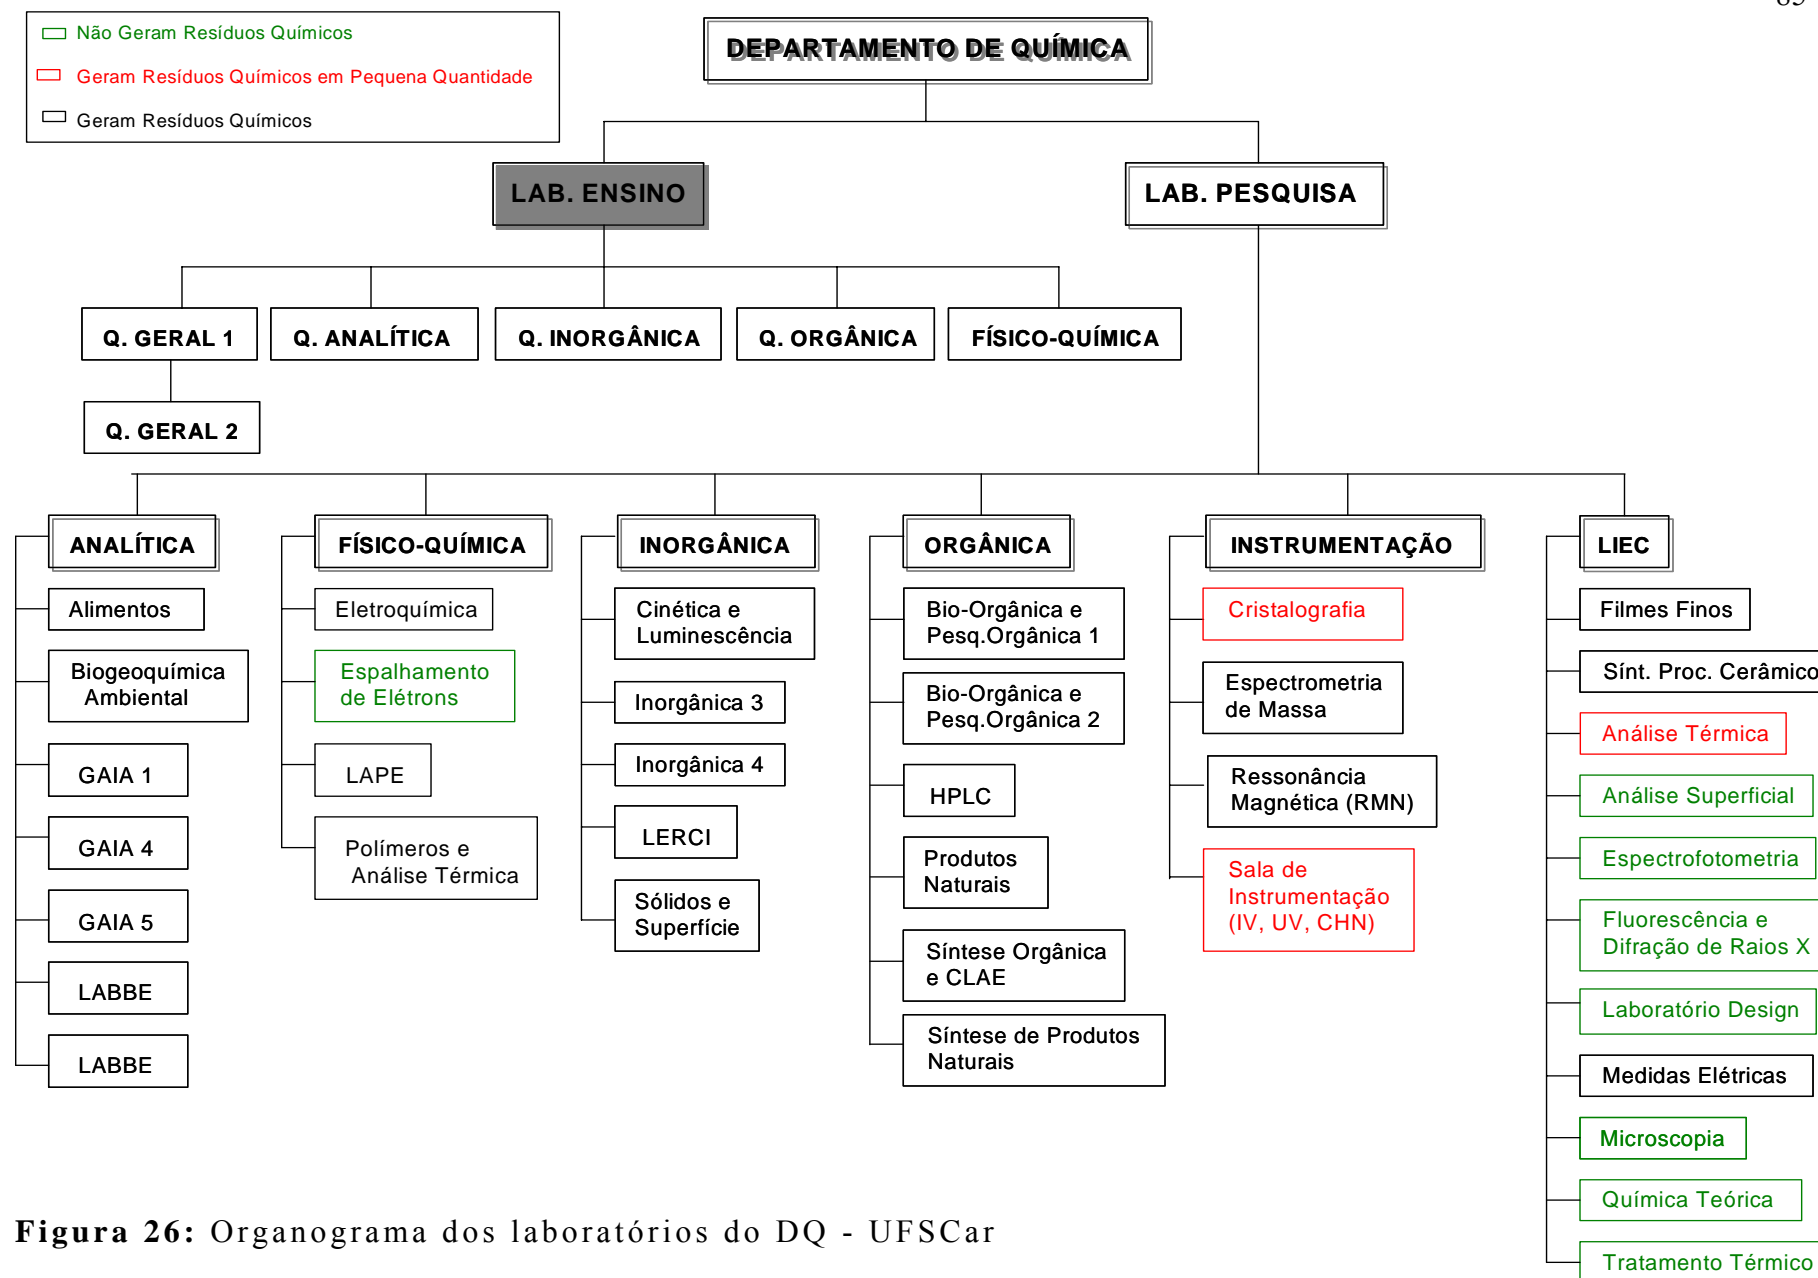 85
Não Geram Resíduos Químicos
Geram Resíduos Químicos em Pequena Quantidade
Geram Resíduos Químicos
DEPARTAMENTO DE QUÍMICA
LAB. ENSINO
LAB. PESQUISA
Q. GERAL 1
Q. ANALÍTICA
Q. INORGÂNICA
Q. ORGÂNICA
FÍSICO-QUÍMICA
Q. GERAL 2
ANALÍTICA
Alimentos
Biogeoquímica
Ambiental
GAIA 1
GAIA 4
GAIA 5
LABBE
LABBE
FÍSICO-QUÍMICA
Eletroquímica
Espalhamento
de Elétrons
LAPE
Polímeros e
Análise Térmica
INORGÂNICA
Cinética e
Luminescência
Inorgânica 3
Inorgânica 4
LERCI
Sólidos e
Superfície
ORGÂNICA
Bio-Orgânica e
Pesq.Orgânica 1
Bio-Orgânica e
Pesq.Orgânica 2
HPLC
Produtos
Naturais
Síntese Orgânica
e CLAE
Síntese de Produtos
Naturais
INSTRUMENTAÇÃO
Cristalografia
Espectrometria
de Massa
Ressonância
Magnética (RMN)
Sala de
Instrumentação
(IV, UV, CHN)
LIEC
Filmes Finos
Sínt. Proc. Cerâmico
Análise Térmica
Análise Superficial
Espectrofotometria
Fluorescência e
Difração de Raios X
Laboratório Design
Medidas Elétricas
Microscopia
Química Teórica
Tratamento Térmico
Figura 26: Organograma dos laboratórios do DQ - UFSCar